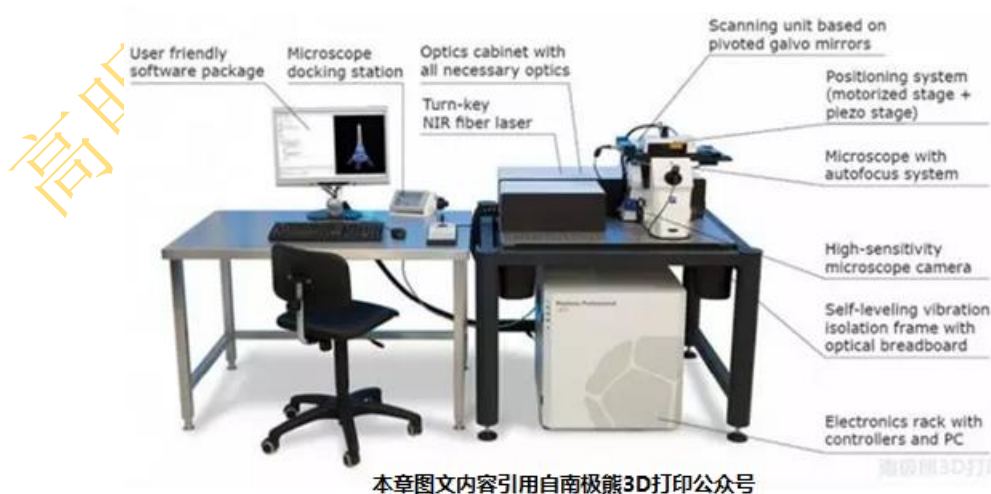 Scanning unit based on
pivoted galvo mirrors
User friendly
software package
Microscope
docking station
Optics cabinet with
all necessary optics
Turn-key
NIR fiber laser
Positioning system
(motorized stage +
piezo stage)
Microscope with
autofocus system
High-sensitivity
microscope camera
Self-leveling vibration
isolation frame with
optical breadboard
Electronics rack with
controllers and PC
Photonic Professional
本章图文内容引用自南极熊3D打印公众号